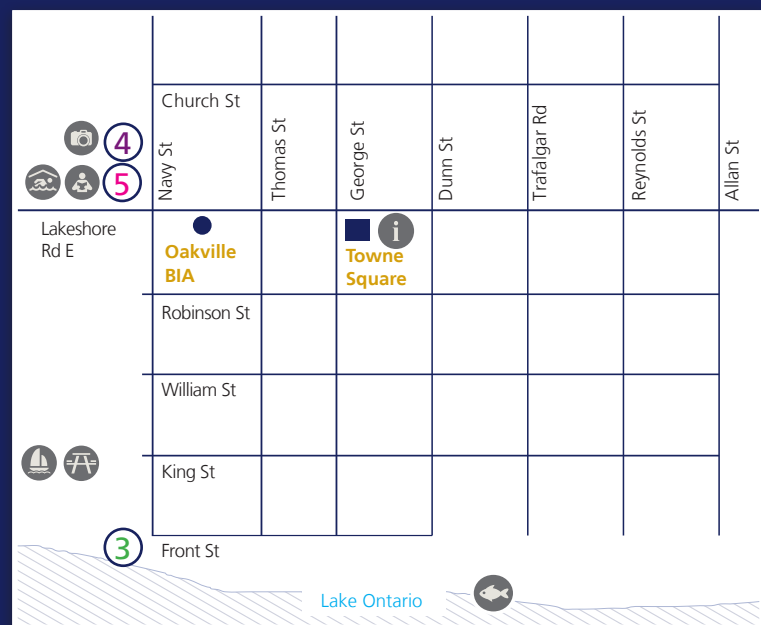 Church St
Navy St
Thomas St
George St
Dunn St
Trafalgar Rd
Reynolds St
Allan St
4
5
Lakeshore
Rd E
Oakville
BIA
i
Towne
Square
Robinson St
William St
King St
3
Front St
Lake Ontario